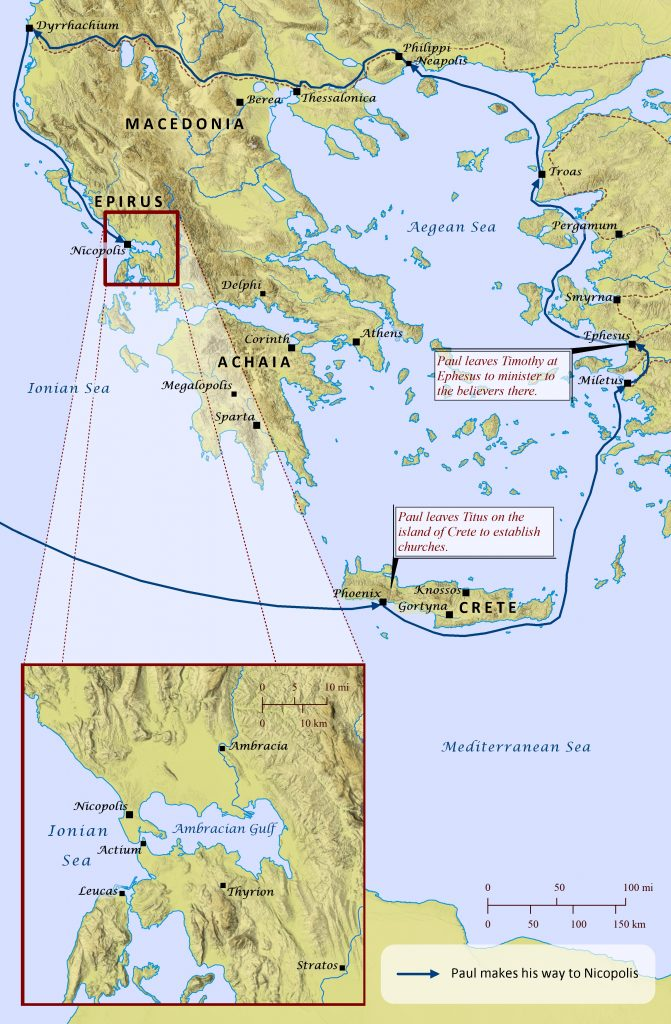 Dyrrhachium
Philippi
Neapolis
Berea
Thessalonica
MACEDONIA
Troas
EPIRUS
Aegean Sea
Pergamum
Nicopolis
Delphi
Smyrna
Athens
Corinth
Ephesus
ACHAIA
Paul leaves Timothy at
Ephesus to minister to
the believers there.
Miletus
Ionian Sea
Megalopolis
Sparta
Paul leaves Titus on the
island of Crete to establish
churches.
Phoenix
Knossos
Gortyna
CRETE
0 5 10 mi
0 10 km
Ambracia
Mediterranean Sea
Nicopolis
Ionian
Sea
Ambracian Gulf
Actium
Leucas
Thyrion
Stratos
0 50 100 mi
0 50 100 150 km
Paul makes his way to Nicopolis